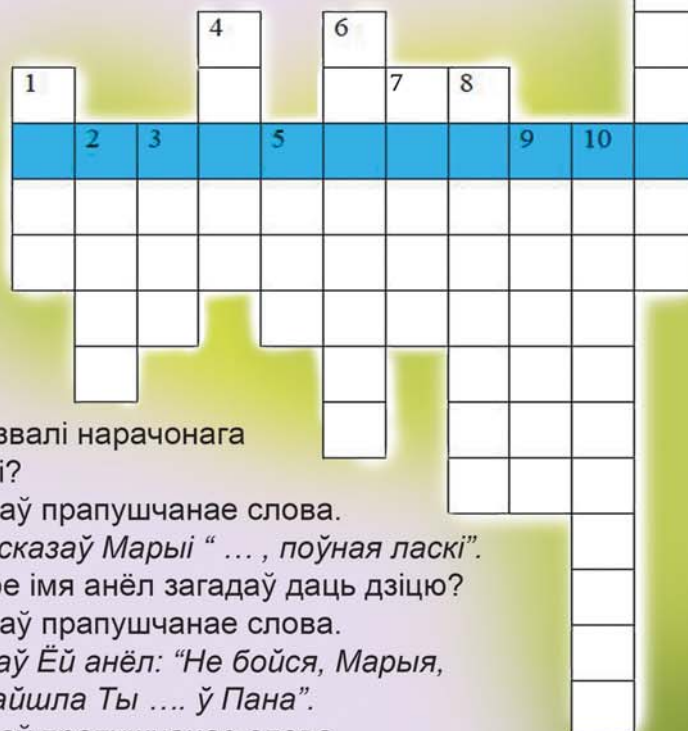 4 6
1 7 8
2 3 5 9 10
звалі нарачонага
і?
аў прапушчанае слова.
сказаў Марыі “ … , поўная ласкі”.
е імя анёл загадаў даць дзіцю?
аў прапушчанае слова.
аў Ёй анёл: “Не бойся, Марыя,
айшла Ты …. ў Пана”.